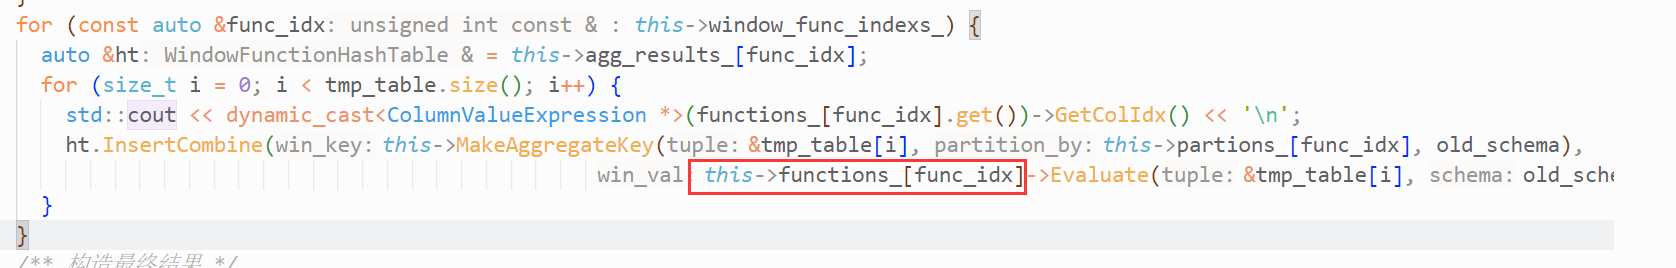 for (const auto &func_idx: unsigned int const & : this->window_func_indexs_) {
auto &ht: WindowFunctionHashTable & = this->agg_results_[func_idx];
for (size_t i = 0; i < tmp_table.size(); i++) {
std::cout << dynamic_cast<ColumnValueExpression *>(functions_[func_idx].get())->GetColIdx() << '\n';
ht.InsertCombine(win_key: this->MakeAggregateKey(tuple: &tmp_table[i], partition_by: this->partions_[func_idx], old_schema),
win_val: this->functions_[func_idx]->Evaluate(tuple: &tmp_table[i], schema: old_sche
}
}
/** 构造最终结果 */